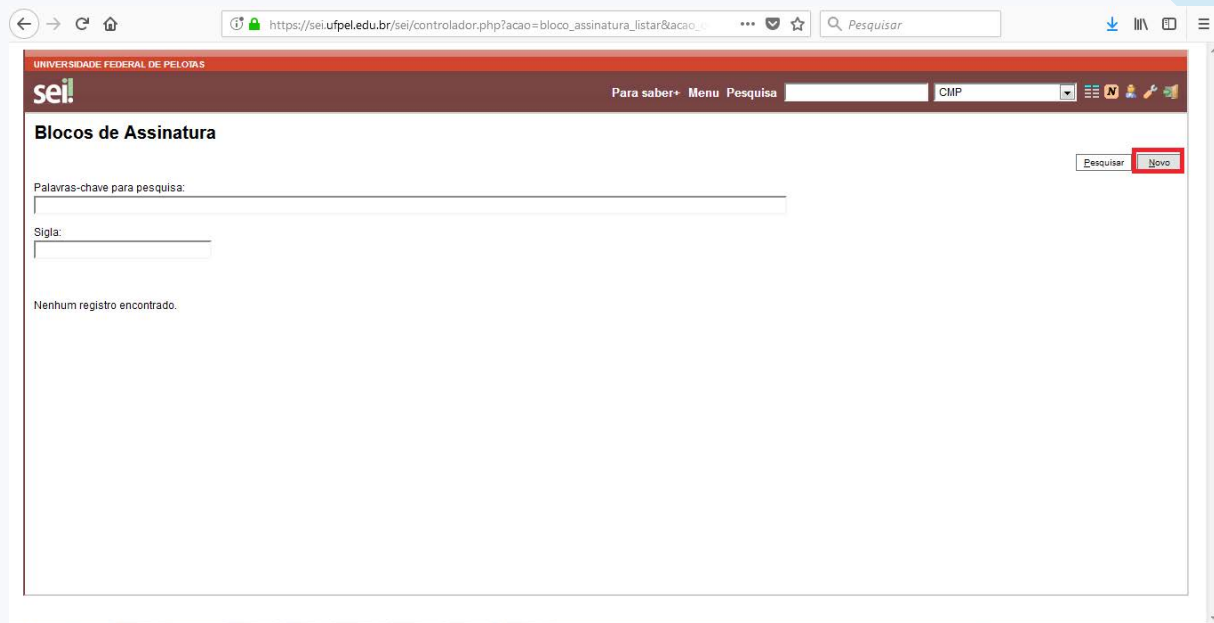 https://sei.ufpel.edu.br/sei/controlador.php?acao=bloco_assinatura_listar&acao_
Pesquisar
UNIVERSIDADE FEDERAL DE PELOTAS
sei!
Para saber+ Menu Pesquisa CMP N
Blocos de Assinatura
Pesquisar Novo
Palavras-chave para pesquisa:
Sigla:
Nenhum registro encontrado.